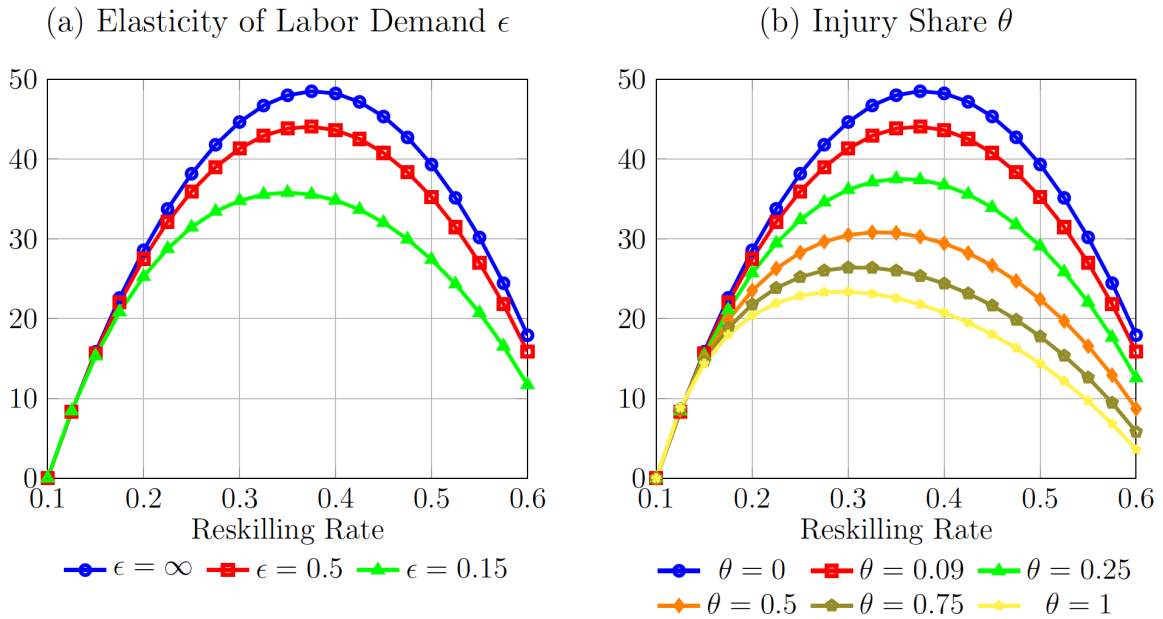 (a) Elasticity of Labor Demand ϵ
50
40
30
20
10
0
0.1 0.2 0.3 0.4 0.5 0.6
Reskilling Rate
ϵ = ∞ ϵ = 0.5 ϵ = 0.15
(b) Injury Share θ
50
40
30
20
10
0
0.1 0.2 0.3 0.4 0.5 0.6
Reskilling Rate
θ = 0 θ = 0.09 θ = 0.25
θ = 0.5 θ = 0.75 θ = 1